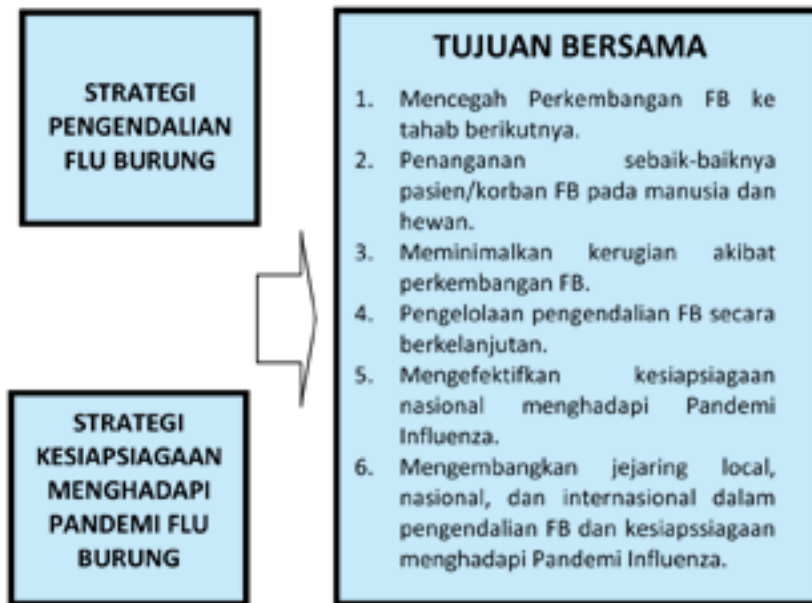 STRATEGI
PENGENDALIAN
FLU BURUNG
STRATEGI
KESIAPSIAGAAN
MENGHADAPI
PANDEMI FLU
BURUNG
TUJUAN BERSAMA
1. Mencegah Perkembangan FB ke
tahab berikutnya.
2. Penanganan sebaik-baiknya
pasien/korban FB pada manusia dan
hewan.
3. Meminimalkan kerugian akibat
perkembangan FB.
4. Pengelolaan pengendalian FB secara
berkelanjutan.
5. Mengefektifkan kesiapsiagaan
nasional menghadapi Pandemi
Influenza.
6. Mengembangkan jejaring local,
nasional, dan internasional dalam
pengendalian FB dan kesiapssiagaan
menghadapi Pandemi Influenza.